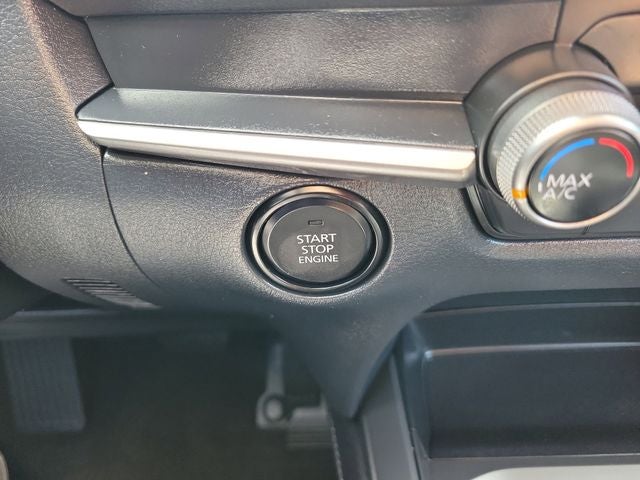 START
STOP
ENGINE
MAX
A/C